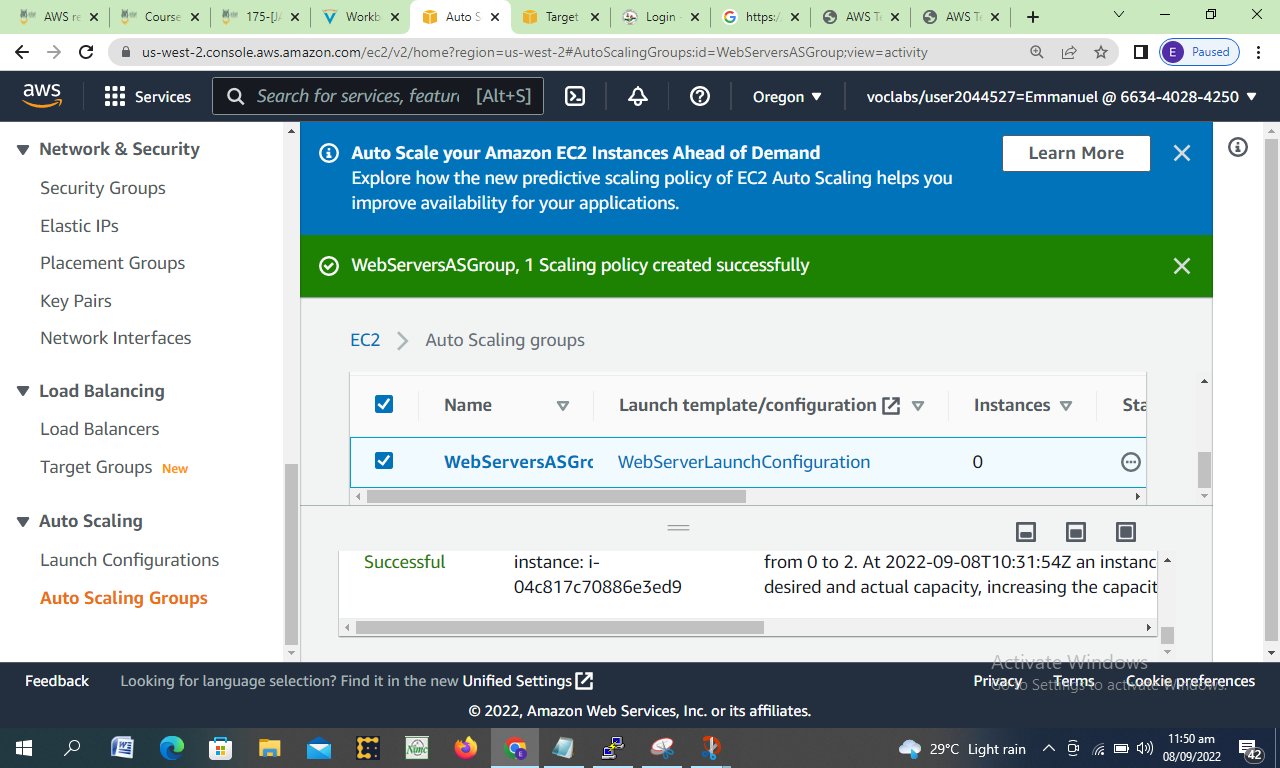 AWS re
Course
175-[JA
Workb
Auto S
Target
Login -
https:/
AWS Te
AWS Te
us-west-2.console.aws.amazon.com/ec2/v2/home?region=us-west-2#AutoScalingGroups:id=WebServersASGroup;view=activity
E Paused
aws
Services
Search for services, featur [Alt+S]
Oregon
voclabs/user2044527=Emmanuel @ 6634-4028-4250
Network & Security
Security Groups
Elastic IPs
Placement Groups
Key Pairs
Network Interfaces
Load Balancing
Load Balancers
Target Groups New
Auto Scaling
Launch Configurations
Auto Scaling Groups
Auto Scale your Amazon EC2 Instances Ahead of Demand
Explore how the new predictive scaling policy of EC2 Auto Scaling helps you
improve availability for your applications.
Learn More
WebServersASGroup, 1 Scaling policy created successfully
EC2
Auto Scaling groups
Name
Launch template/configuration
Instances
Sta
WebServersASGro
WebServerLaunchConfiguration
0
Successful
instance: i-
04c817c70886e3ed9
from 0 to 2. At 2022-09-08T10:31:54Z an instanc
desired and actual capacity, increasing the capacit
Activate Windows
Go to Settings to activate Windows.
Feedback
Looking for language selection? Find it in the new Unified Settings
Privacy
Terms
Cookie preferences
© 2022, Amazon Web Services, Inc. or its affiliates.
29°C Light rain
11:50 am
08/09/2022
42